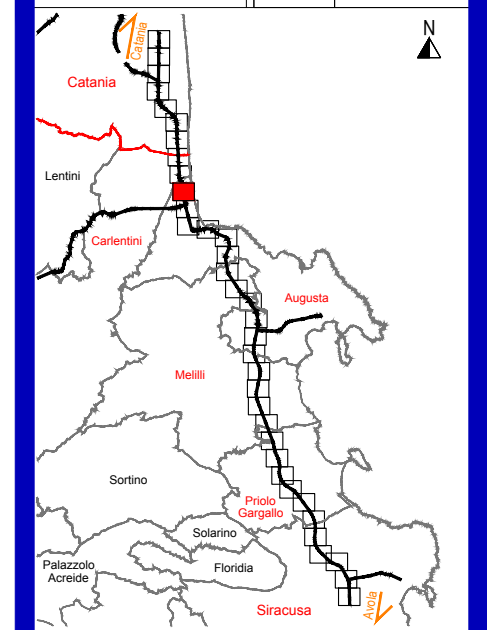 Catania
N
Catania
Lentini
Carlentini
Augusta
Melilli
Sortino
Priolo
Gargallo
Solarino
Palazzolo
Acreide
Floridia
Siracusa
Avola